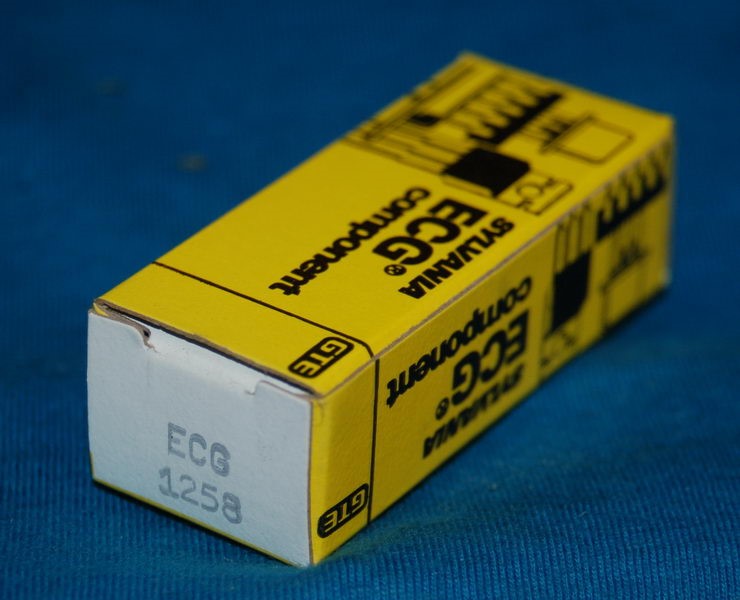 SYLVANIA
ECG®
component
GTE
SYLVANIA
ECG®
component
GTE
ECG
1258